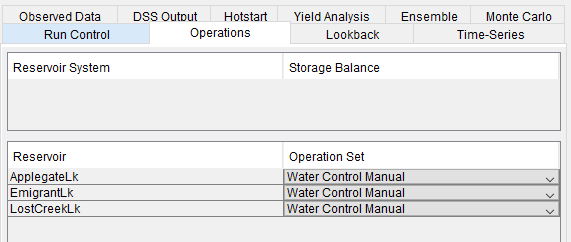 Observed Data DSS Output Hotstart Yield Analysis Ensemble Monte Carlo
Run Control Operations Lookback Time-Series
Reservoir System Storage Balance
Reservoir Operation Set
ApplegateLk Water Control Manual
EmigrantLk Water Control Manual
LostCreekLk Water Control Manual